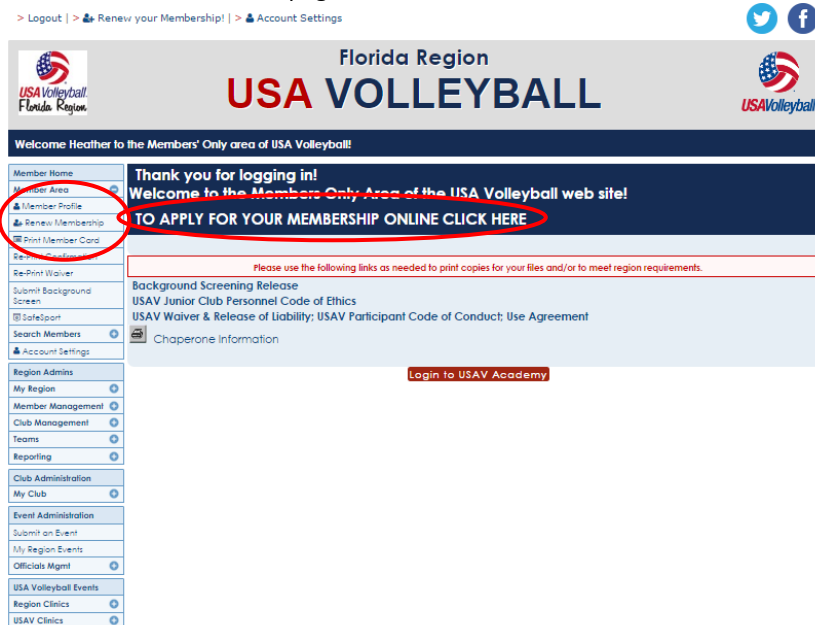 > Logout | > Renew your Membership! | > Account Settings
USA Volleyball.
Florida Region
Florida Region
USA VOLLEYBALL
USAVolleyball
Welcome Heather to the Members' Only area of USA Volleyball!
Member Home
Member Area
Member Profile
Renew Membership
Print Member Card
Re-Print Confirmation
Re-Print Waiver
Submit Background
Screen
SafeSport
Search Members
Account Settings
Region Admins
My Region
Member Management
Club Management
Teams
Reporting
Club Administration
My Club
Event Administration
Submit an Event
My Region Events
Officials Mgmt
USA Volleyball Events
Region Clinics
USAV Clinics
Thank you for logging in!
Welcome to the Members Only Area of the USA Volleyball web site!
TO APPLY FOR YOUR MEMBERSHIP ONLINE CLICK HERE
Please use the following links as needed to print copies for your files and/or to meet region requirements.
Background Screening Release
USAV Junior Club Personnel Code of Ethics
USAV Waiver & Release of Liability; USAV Participant Code of Conduct; Use Agreement
Chaperone Information
Login to USAV Academy